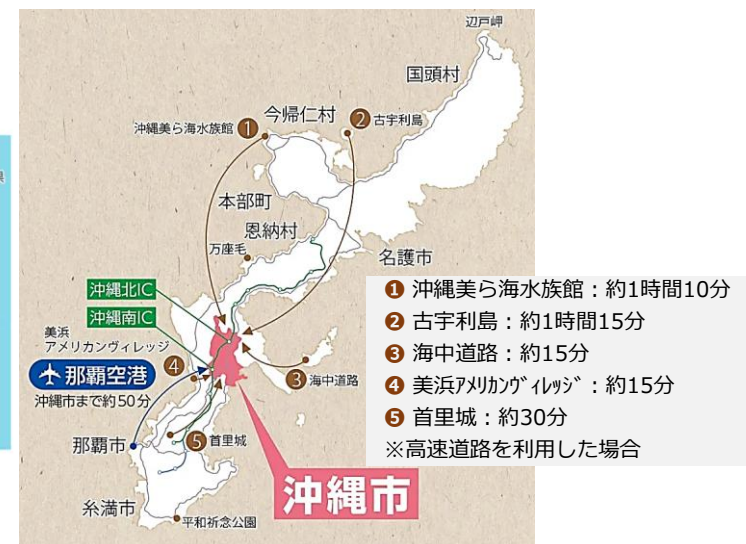 辺戸岬
国頭村
今帰仁村
沖縄美ら海水族館 ❶
❷ 古宇利島
本部町
恩納村
万座毛
名護市
沖縄北IC
沖縄南IC
美浜
アメリカンヴィレッジ
❹
那覇空港
沖縄市まで約50分
❸ 海中道路
那覇市
❺ 首里城
沖縄市
糸満市
平和祈念公園
❶ 沖縄美ら海水族館：約1時間10分
❷ 古宇利島：約1時間15分
❸ 海中道路：約15分
❹ 美浜ｱﾒﾘｶﾝｳﾞｨﾚｯｼﾞ：約15分
❺ 首里城：約30分
※高速道路を利用した場合